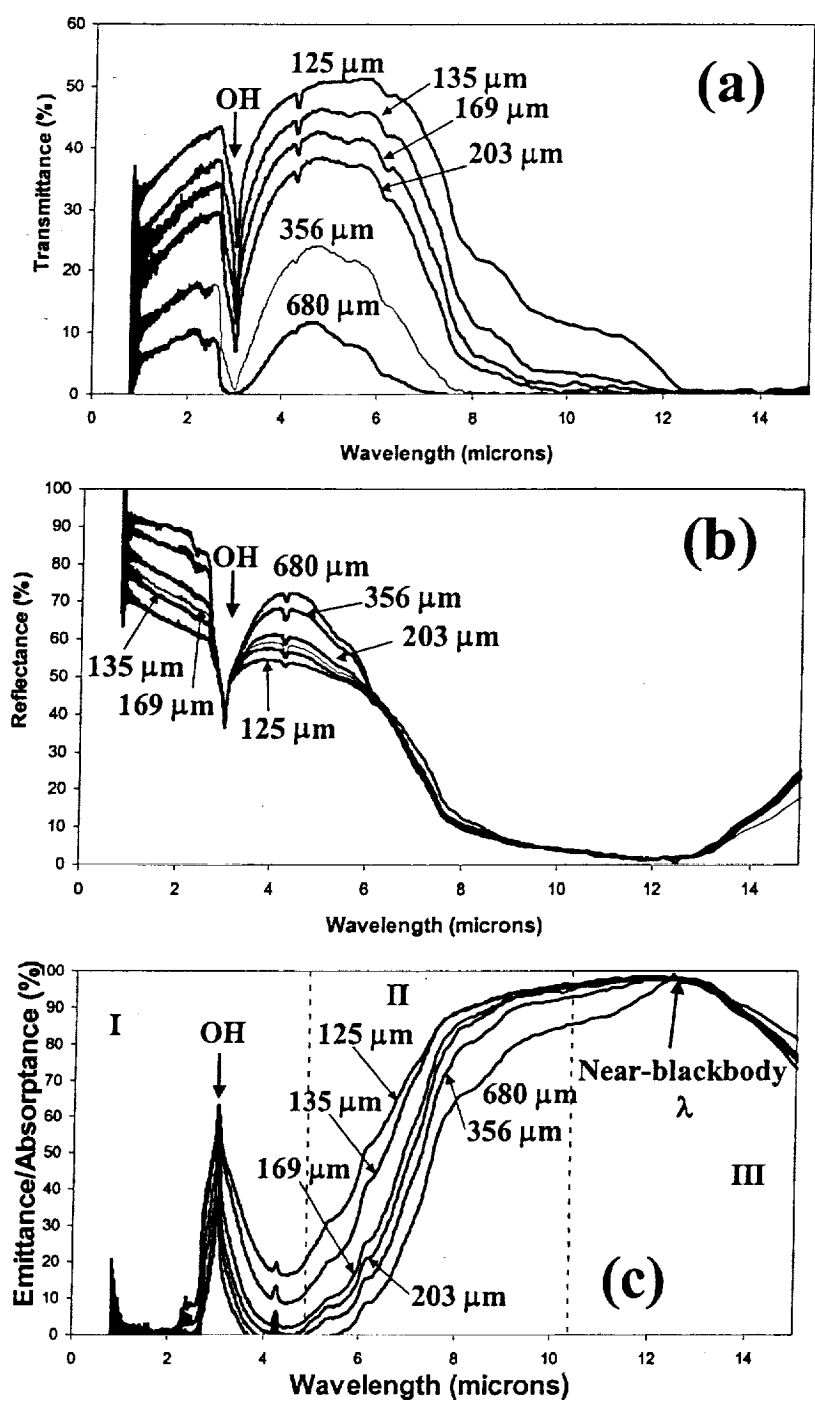 60
50
40
30
20
10
0
Transmittance (%)
OH
125 μm
135 μm
169 μm
203 μm
356 μm
680 μm
(a)
0 2 4 6 8 10 12 14
Wavelength (microns)
100
90
80
70
60
50
40
30
20
10
0
Reflectance (%)
OH
680 μm
356 μm
203 μm
135 μm
169 μm
125 μm
(b)
0 2 4 6 8 10 12 14
Wavelength (microns)
100
90
80
70
60
50
40
30
20
10
0
Emittance/Absorptance (%)
I
II
OH
125 μm
135 μm
169 μm
203 μm
680 μm
356 μm
Near-blackbody
λ
III
(c)
0 2 4 6 8 10 12 14
Wavelength (microns)